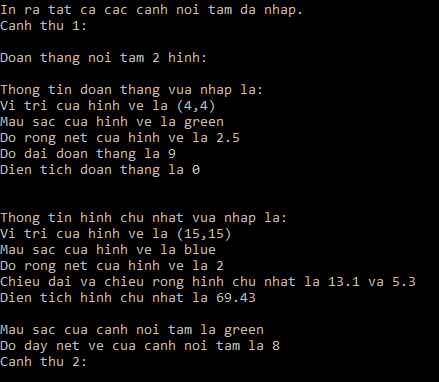 In ra tat ca cac canh noi tam da nhap.
Canh thu 1:
Doan thang noi tam 2 hinh:
Thong tin doan thang vua nhap la:
Vi tri cua hinh ve la (4,4)
Mau sac cua hinh ve la green
Do rong net cua hinh ve la 2.5
Do dai doan thang la 9
Dien tich doan thang la 0
Thong tin hinh chu nhat vua nhap la:
Vi tri cua hinh ve la (15,15)
Mau sac cua hinh ve la blue
Do rong net cua hinh ve la 2
Chieu dai va chieu rong hinh chu nhat la 13.1 va 5.3
Dien tich hinh chu nhat la 69.43
Mau sac cua canh noi tam la green
Do day net ve cua canh noi tam la 8
Canh thu 2: